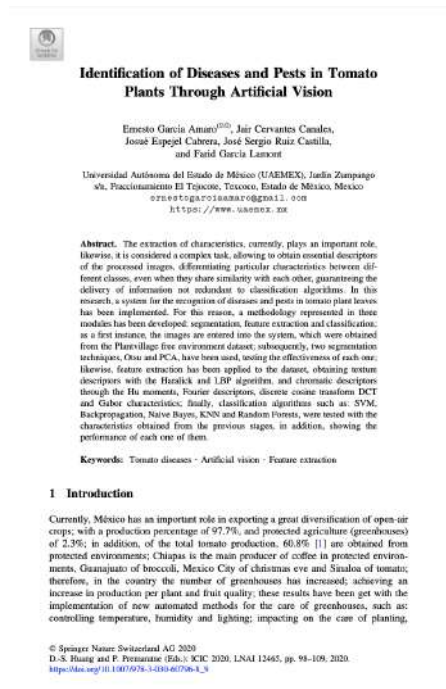 Identification of Diseases and Pests in Tomato
Plants Through Artificial Vision
Ernesto García Amaro, Jair Cervantes Canales,
Josué Espejel Cabrera, José Sergio Ruiz Castilla,
and Farid García Lamont
Universidad Autónoma del Estado de México (UAEMEX), Jardín Zumpango
s/n, Fraccionamiento El Tejocote, Texcoco, Estado de México, Mexico
ernestogarciaamaro@gmail.com
https://www.uaemex.mx
Abstract. The extraction of characteristics, currently, plays an important role,
likewise, it is considered a complex task, allowing to obtain essential descriptors
of the processed images, differentiating particular characteristics between dif-
ferent classes, even when they share similarity with each other, guaranteeing the
delivery of information not redundant to classification algorithms. In this
research, a system for the recognition of diseases and pests in tomato plant leaves
has been implemented. For this reason, a methodology represented in three
modules has been developed: segmentation, feature extraction and classification;
as a first instance, the images are entered into the system, which were obtained
from the Plantvillage free environment dataset; subsequently, two segmentation
techniques, Otsu and PCA, have been used, testing the effectiveness of each one;
likewise, feature extraction has been applied to the dataset, obtaining texture
descriptors with the Haralick and LBP algorithm, and chromatic descriptors
through the Hu moments, Fourier descriptors, discrete cosine transform DCT
and Gabor characteristics; finally, classification algorithms such as: SVM,
Backpropagation, Naive Bayes, KNN and Random Forests, were tested with the
characteristics obtained from the previous stages, in addition, showing the
performance of each one of them.
Keywords: Tomato diseases · Artificial vision · Feature extraction
1 Introduction
Currently, México has an important role in exporting a great diversification of open-air
crops; with a production percentage of 97.7%, and protected agriculture (greenhouses)
of 2.3%; in addition, of the total tomato production, 60.8% [1] are obtained from
protected environments; Chiapas is the main producer of coffee in protected environ-
ments, Guanajuato of broccoli, Mexico City of christmas eve and Sinaloa of tomato;
therefore, in the country the number of greenhouses has increased; achieving an
increase in production per plant and fruit quality; these results have been get with the
implementation of new automated methods for the care of greenhouses, such as:
controlling temperature, humidity and lighting; impacting on the care of planting,
© Springer Nature Switzerland AG 2020
D.-S. Huang and P. Premaratne (Eds.): ICIC 2020, LNAI 12465, pp. 98–109, 2020.
https://doi.org/10.1007/978-3-030-60796-8_9